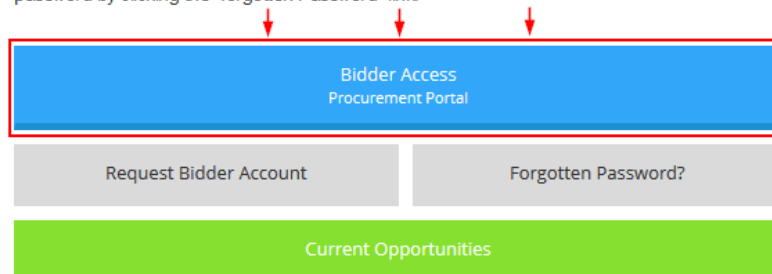 Bidder Access
Procurement Portal
Request Bidder Account
Forgotten Password?
Current Opportunities